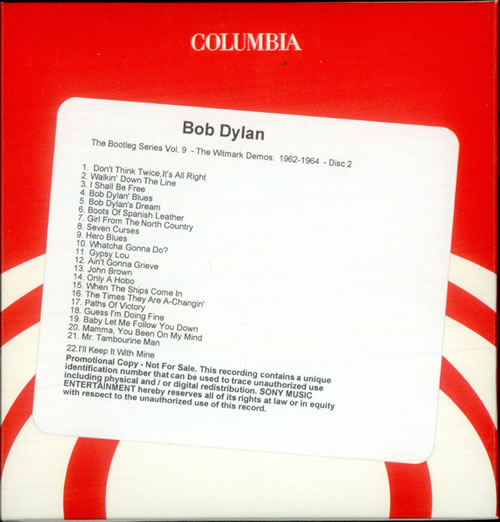 COLUMBIA
Bob Dylan
The Bootleg Series Vol. 9 - The Witmark Demos: 1962-1964 - Disc 2
1. Don't Think Twice,It's All Right
2. Walkin' Down The Line
3. I Shall Be Free
4. Bob Dylan' Blues
5. Bob Dylan's Dream
6. Boots Of Spanish Leather
7. Girl From The North Country
8. Seven Curses
9. Hero Blues
10. Whatcha Gonna Do?
11 Gypsy Lou
12. Ain't Gonna Grieve
13. John Brown
14. Only A Hobo
15. When The Ships Come In
16. The Times They Are A-Changin'
17. Paths Of Victory
18. Guess I'm Doing Fine
19. Baby Let Me Follow You Down
20. Mamma, You Been On My Mind
21. Mr. Tambourine Man
22.I'll Keep It With Mine
Promotional Copy - Not For Sale. This recording contains a unique
identification number that can be used to trace unauthorized use
including physical and / or digital redistribution. SONY MUSIC
ENTERTAINMENT hereby reserves all of its rights at law or in equity
with respect to the unauthorized use of this record.